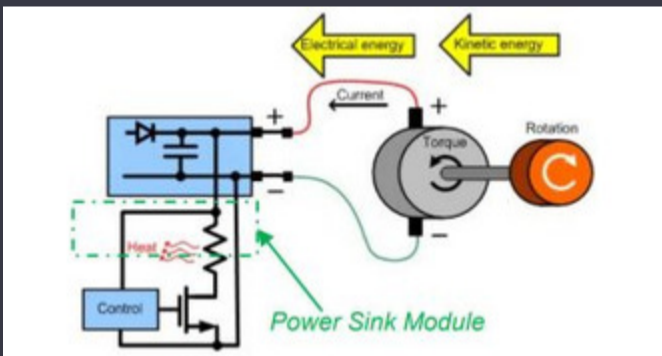 Electrical energy
Kinetic energy
Current
+
+
Torque
Rotation
−
−
Heat
Control
Power Sink Module